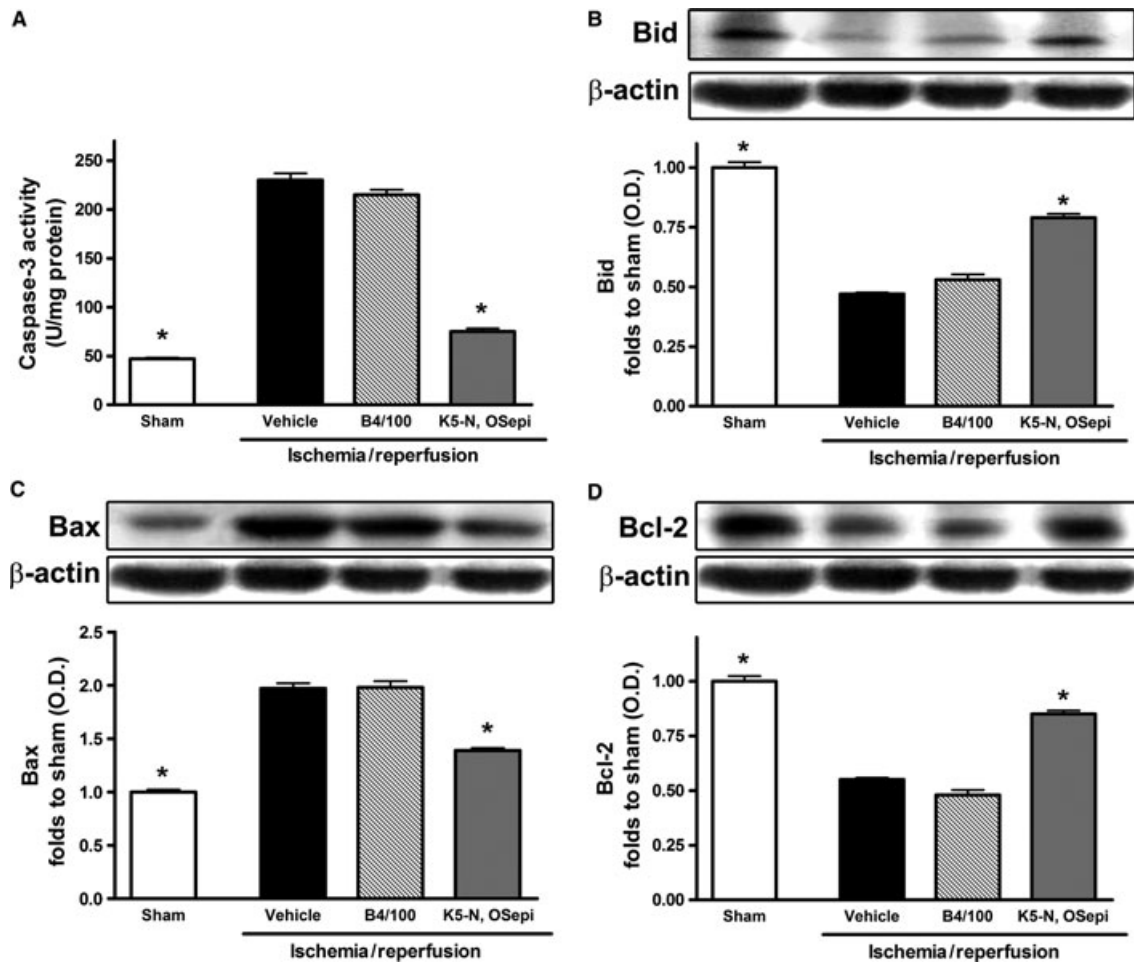 A
Caspase-3 activity
(U/mg protein)
250
200
150
100
50
0
*
*
Sham
Vehicle
B4/100
K5-N, OSepi
Ischemia/reperfusion
B
Bid
β-actin
Bid
folds to sham (O.D.)
1.00
0.75
0.50
0.25
0.00
*
*
Sham
Vehicle
B4/100
K5-N, OSepi
Ischemia/reperfusion
C
Bax
β-actin
Bax
folds to sham (O.D.)
2.5
2.0
1.5
1.0
0.5
0.0
*
*
Sham
Vehicle
B4/100
K5-N, OSepi
Ischemia/reperfusion
D
Bcl-2
β-actin
Bcl-2
folds to sham (O.D.)
1.00
0.75
0.50
0.25
0.00
*
*
Sham
Vehicle
B4/100
K5-N, OSepi
Ischemia/reperfusion